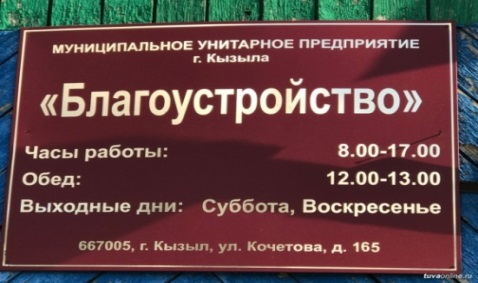 МУНИЦИПАЛЬНОЕ УНИТАРНОЕ ПРЕДПРИЯТИЕ
г. Кызыла
«Благоустройство»
Часы работы: 8.00-17.00
Обед: 12.00-13.00
Выходные дни: Суббота, Воскресенье
667005, г. Кызыл, ул. Кочетова, д. 165
tuvaonline.ru